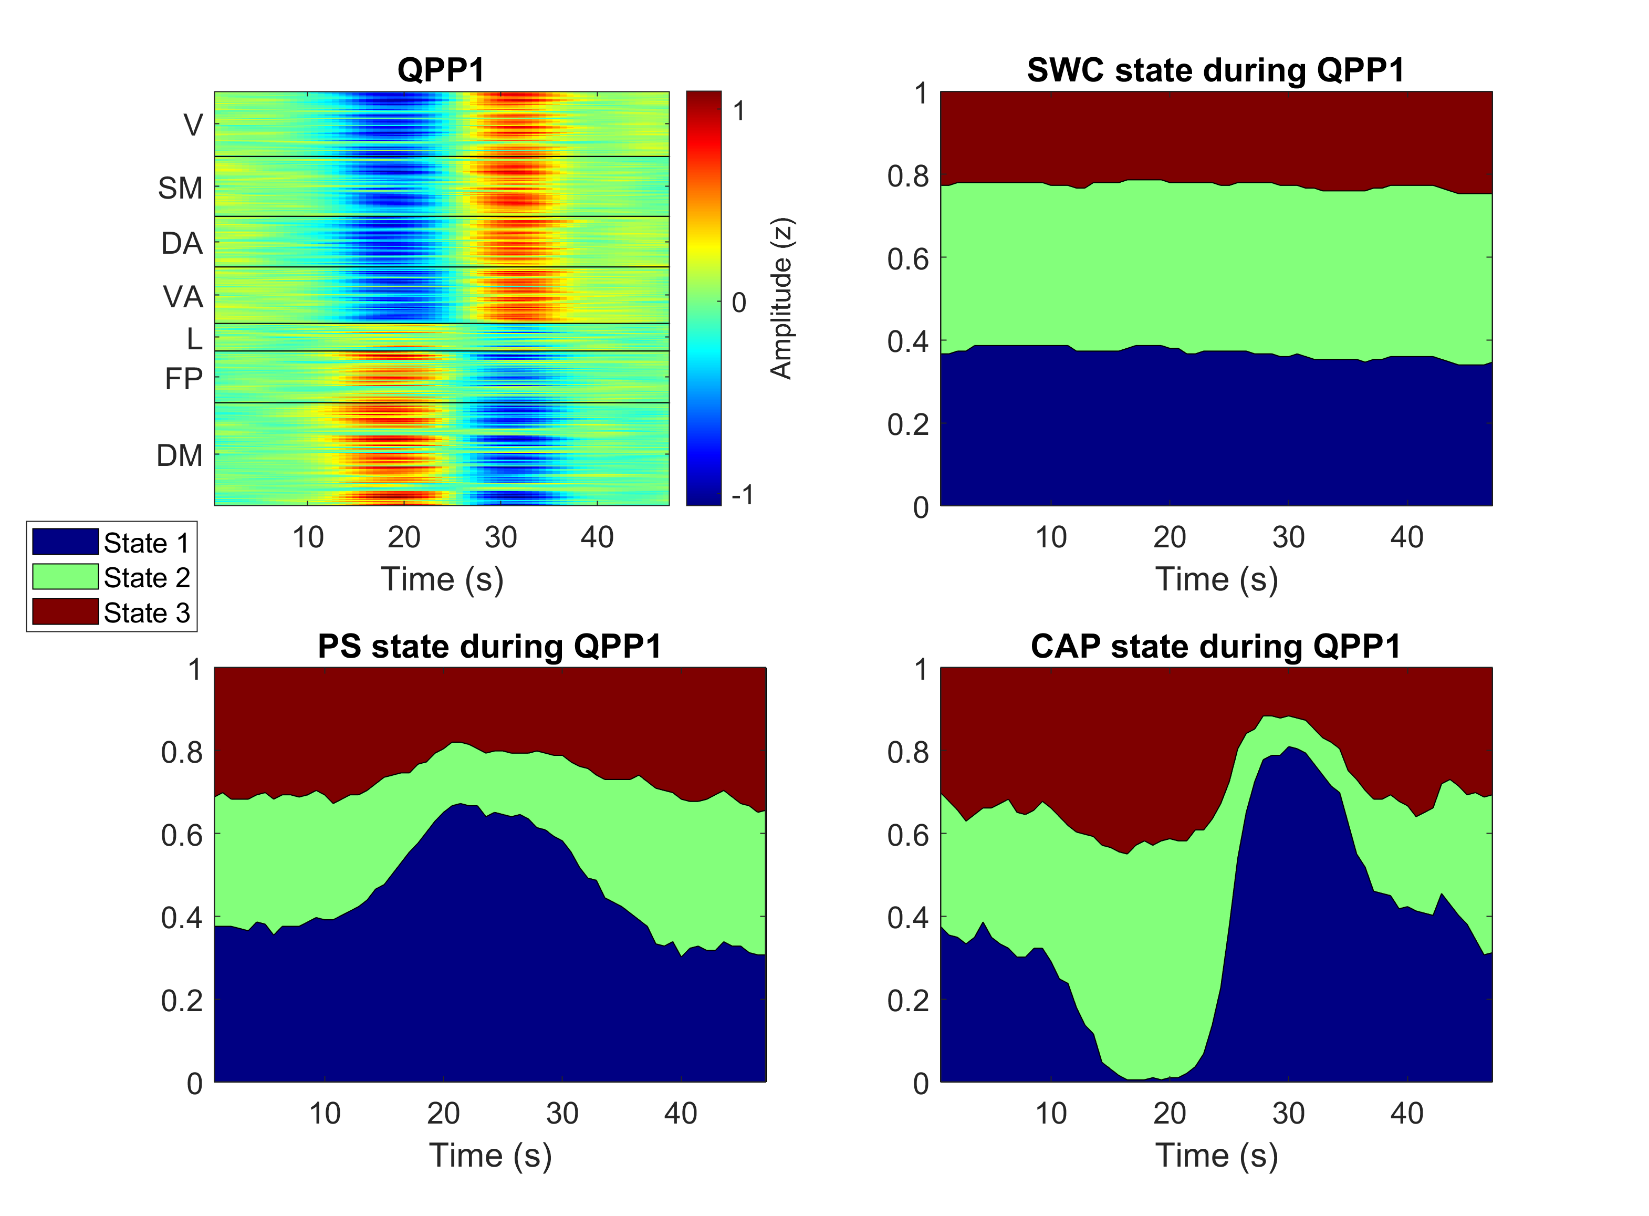 QPP1
V
SM
DA
VA
L
FP
DM
10 20 30 40
Time (s)
1
0
-1
Amplitude (z)
SWC state during QPP1
1
0.8
0.6
0.4
0.2
0
10 20 30 40
Time (s)
State 1
State 2
State 3
PS state during QPP1
1
0.8
0.6
0.4
0.2
0
10 20 30 40
Time (s)
CAP state during QPP1
1
0.8
0.6
0.4
0.2
0
10 20 30 40
Time (s)